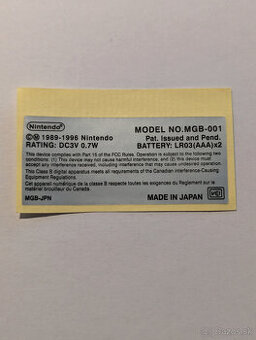 Nintendo®
MODEL NO.MGB-001
©Ⓜ 1989-1996 Nintendo
Pat. Issued and Pend.
RATING: DC3V 0.7W
BATTERY: LR03(AAA)x2
This device complies with Part 15 of the FCC Rules. Operation is subject to the following two
conditions: (1) This device may not cause harmful interference, and (2) this device must
accept any interference received, including interference that may cause undesired
operation.
This Class B digital apparatus meets all requirements of the Canadian Interference-Causing
Equipment Regulations.
Cet appareil numérique de la classe B respecte toutes les exigences du Règlement sur le
matériel brouilleur du Canada.
MGB-JPN
MADE IN JAPAN